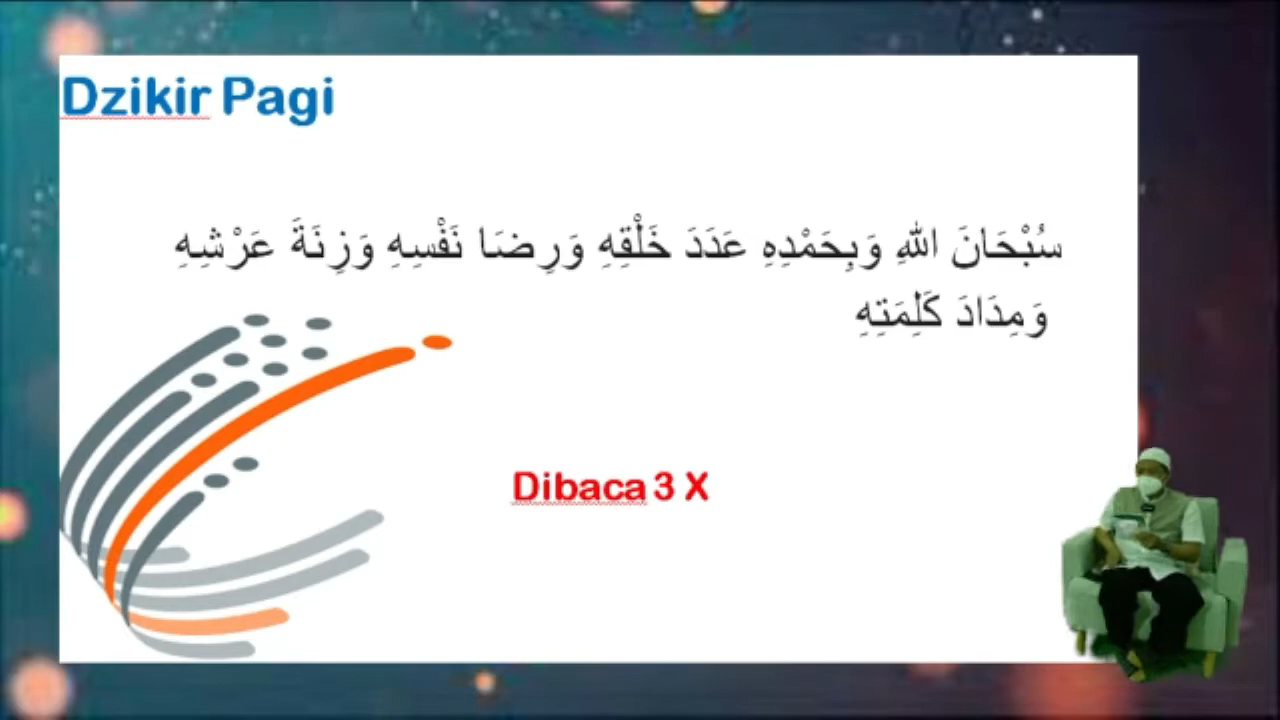 Dzikir Pagi
سُبْحَانَ اللهِ وَبِحَمْدِهِ عَدَدَ خَلْقِهِ وَرِضَا نَفْسِهِ وَزِنَةَ عَرْشِهِ
وَمِدَادَ كَلِمَتِهِ
Dibaca 3 X